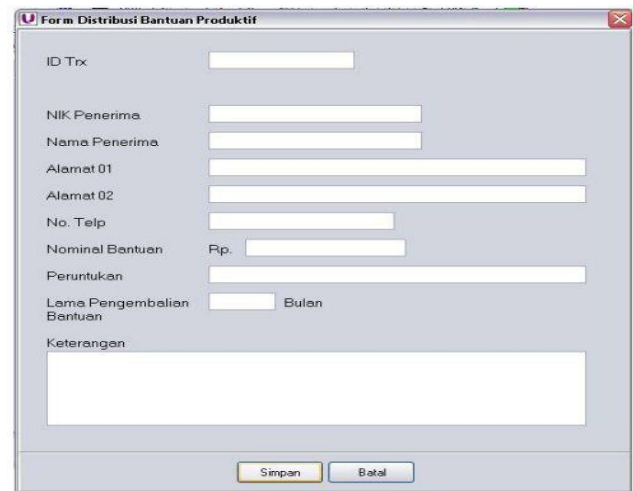 Form Distribusi Bantuan Produktif
ID Trx
NIK Penerima
Nama Penerima
Alamat 01
Alamat 02
No. Telp
Nominal Bantuan Rp.
Peruntukan
Lama Pengembalian Bulan
Bantuan
Keterangan
Simpan Batal